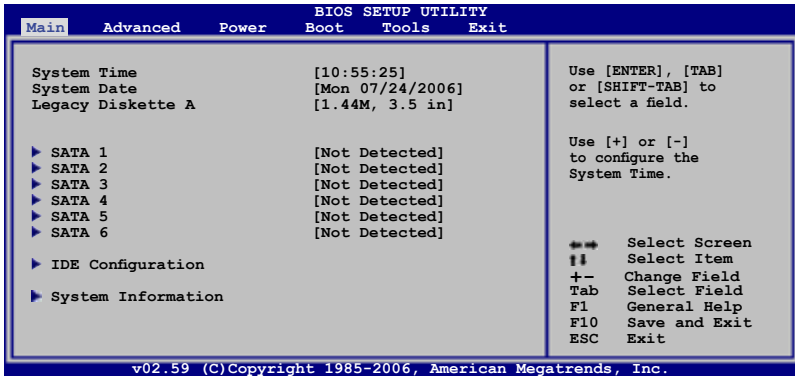 BIOS SETUP UTILITY
Main Advanced Power Boot Tools Exit
System Time [10:55:25]
System Date [Mon 07/24/2006]
Legacy Diskette A [1.44M, 3.5 in]
SATA 1 [Not Detected]
SATA 2 [Not Detected]
SATA 3 [Not Detected]
SATA 4 [Not Detected]
SATA 5 [Not Detected]
SATA 6 [Not Detected]
IDE Configuration
System Information
Use [ENTER], [TAB]
or [SHIFT-TAB] to
select a field.
Use [+] or [-]
to configure the
System Time.
←→ Select Screen
↑↓ Select Item
+- Change Field
Tab Select Field
F1 General Help
F10 Save and Exit
ESC Exit
v02.59 (C)Copyright 1985-2006, American Megatrends, Inc.